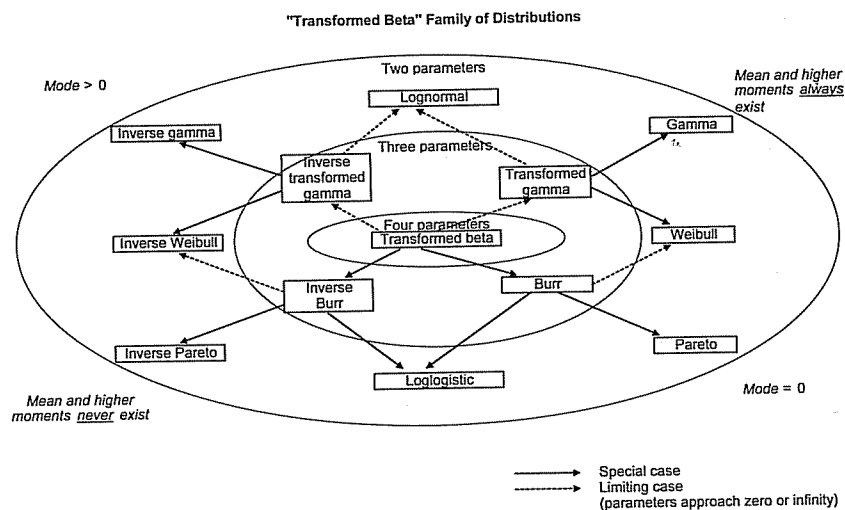 "Transformed Beta" Family of Distributions
Two parameters
Mode > 0
Mean and higher
moments always
exist
Lognormal
Inverse gamma
Gamma
Three parameters
Inverse
transformed
gamma
Transformed
gamma
Four parameters
Transformed beta
Inverse Weibull
Weibull
Inverse
Burr
Burr
Inverse Pareto
Pareto
Loglogistic
Mean and higher
moments never exist
Mode = 0
Special case
Limiting case
(parameters approach zero or infinity)